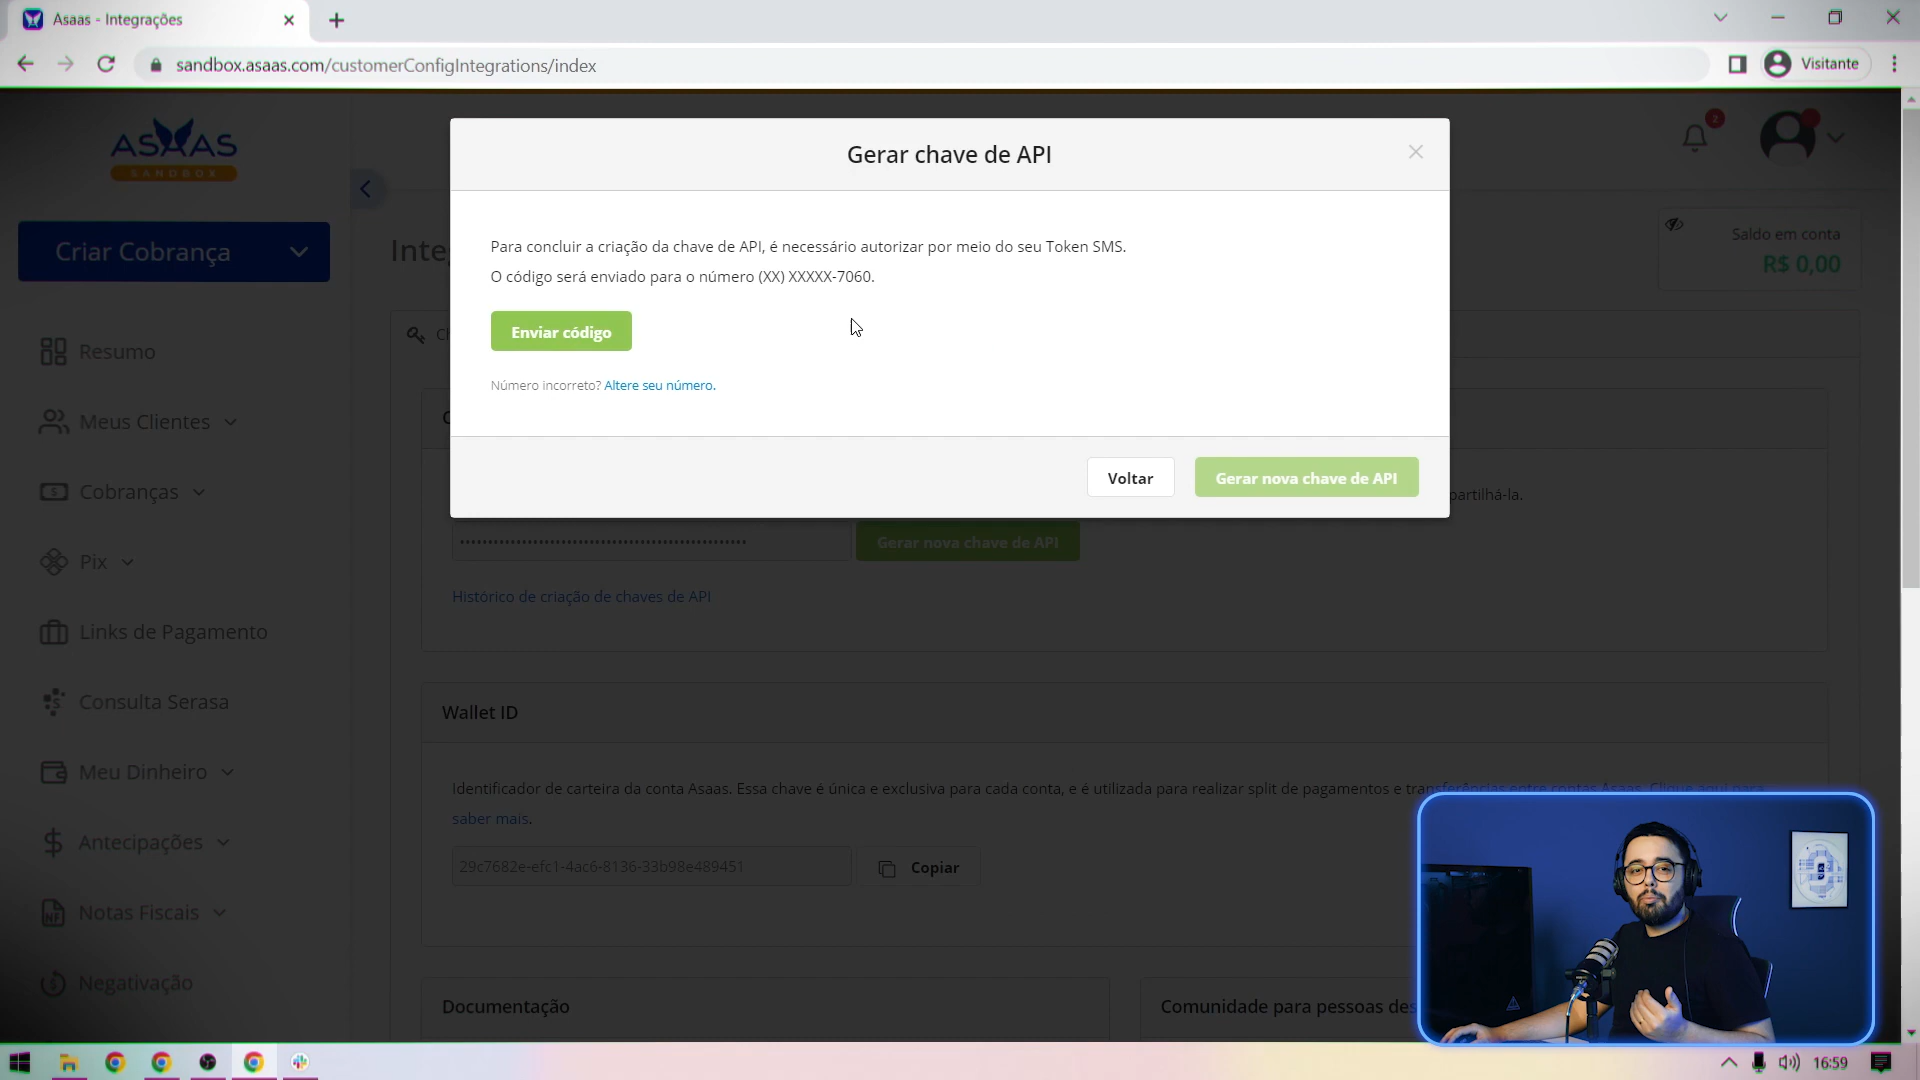 Asaas - Integrações
sandbox.asaas.com/customerConfigIntegrations/index
Visitante
ASAAS
SANDBOX
2
Criar Cobrança
Resumo
Meus Clientes
Cobranças
Pix
Links de Pagamento
Consulta Serasa
Meu Dinheiro
Antecipações
Notas Fiscais
Negativação
Inte
Saldo em conta
R$ 0,00
Gerar chave de API
Para concluir a criação da chave de API, é necessário autorizar por meio do seu Token SMS.
O código será enviado para o número (XX) XXXXX-7060.
Enviar código
Número incorreto? Altere seu número.
Voltar
Gerar nova chave de API
partilhá-la.
Gerar nova chave de API
Histórico de criação de chaves de API
Wallet ID
Identificador de carteira da conta Asaas. Essa chave é única e exclusiva para cada conta, e é utilizada para realizar split de pagamentos e transferências entre contas Asaas. Clique aqui para
saber mais.
29c7682e-efc1-4ac6-8136-33b98e489451
Copiar
Documentação
Comunidade para pessoas des
16:59